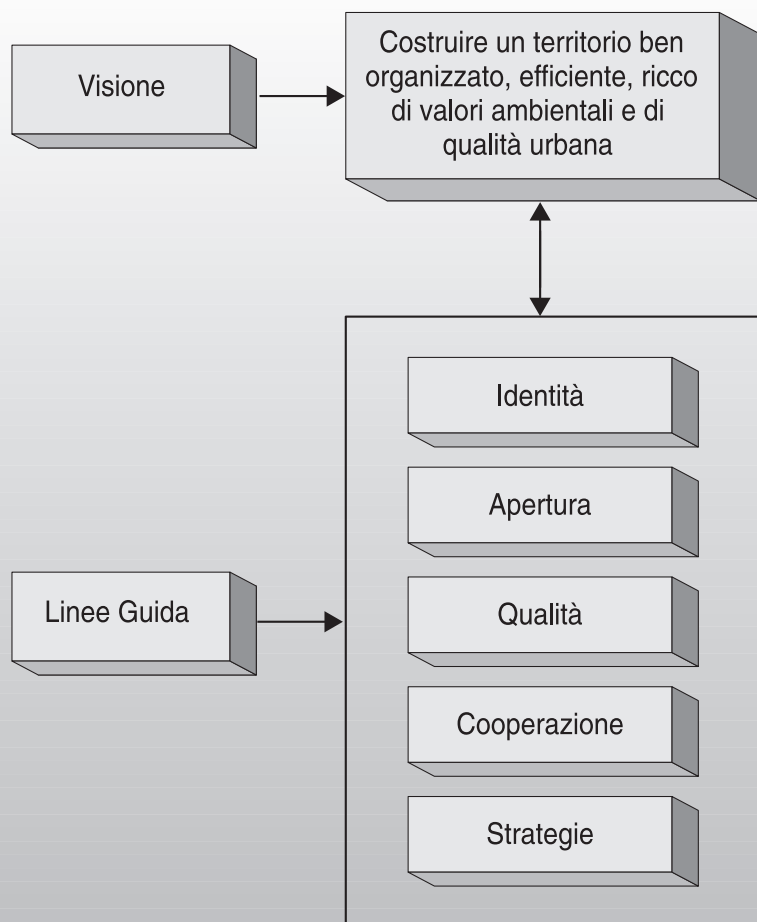 Visione
Costruire un territorio ben
organizzato, efficiente, ricco
di valori ambientali e di
qualità urbana
Linee Guida
Identità
Apertura
Qualità
Cooperazione
Strategie